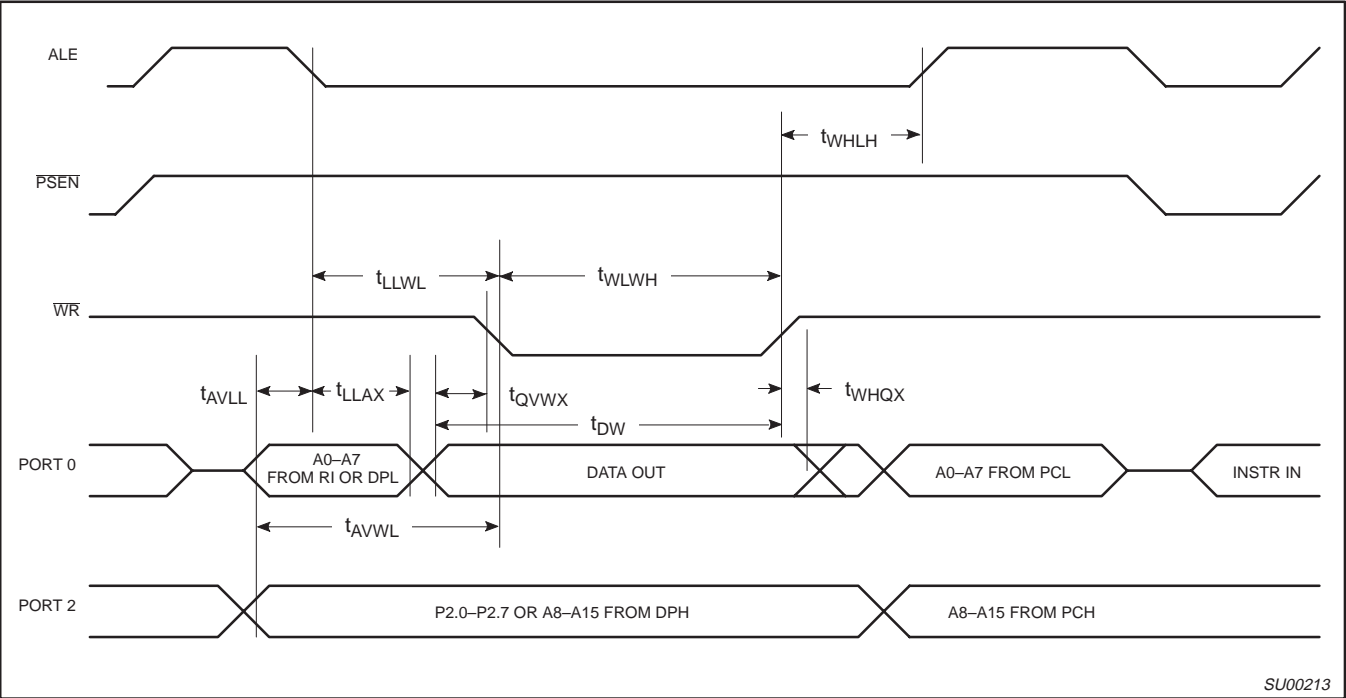 ALE
tWHLH
PSEN
tLLWL
tWLWH
WR
tAVLL
tLLAX
tQVWX
tWHQX
tDW
PORT 0
A0–A7
FROM RI OR DPL
DATA OUT
A0–A7 FROM PCL
INSTR IN
tAVWL
PORT 2
P2.0–P2.7 OR A8–A15 FROM DPH
A8–A15 FROM PCH
SU00213